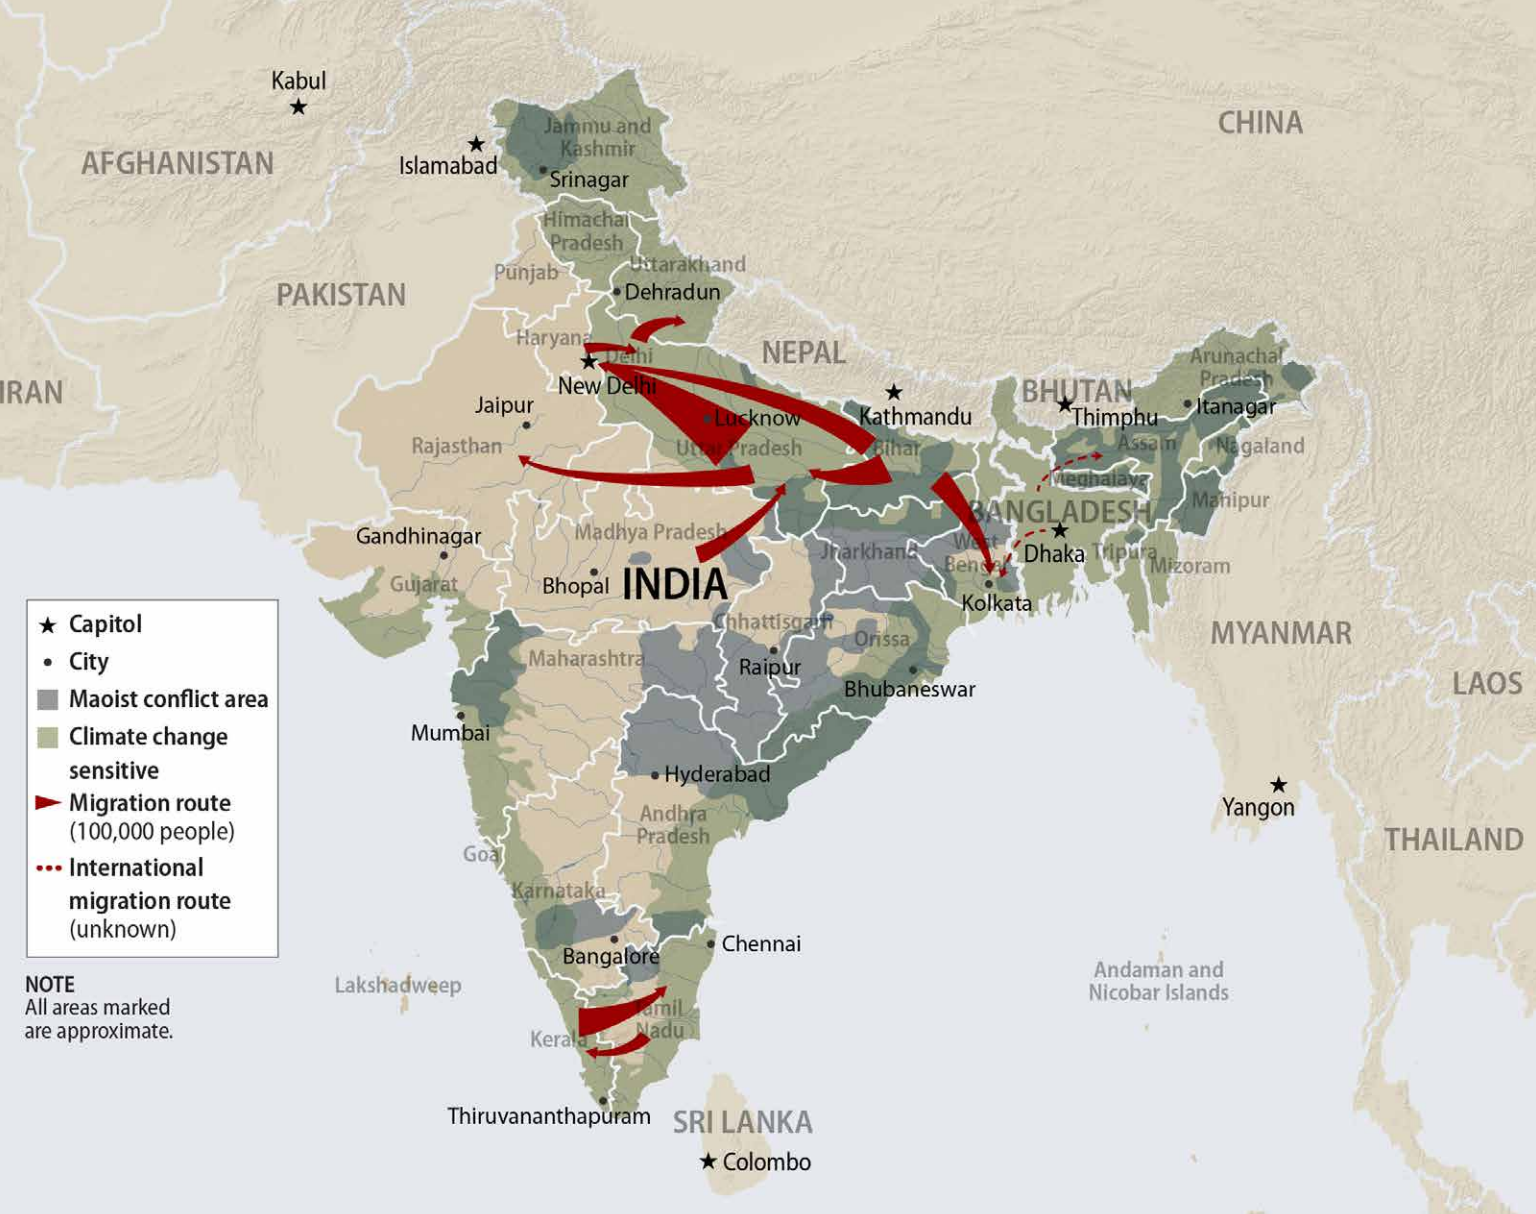 Kabul
AFGHANISTAN
Islamabad
CHINA
Jammu and
Kashmir
Srinagar
Himachal
Pradesh
Punjab
Uttarakhand
Dehradun
PAKISTAN
Haryana
Delhi
New Delhi
NEPAL
IRAN
Jaipur
Rajasthan
Lucknow
Uttar Pradesh
Kathmandu
Bihar
BHUTAN
Thimphu
Arunachal
Pradesh
Itanagar
Assam
Nagaland
Meghalaya
Manipur
BANGLADESH
Gandhinagar
Gujarat
Madhya Pradesh
Bhopal
INDIA
Jharkhand
West
Bengal
Dhaka
Tripura
Mizoram
Kolkata
Chhattisgarh
Orissa
Raipur
Bhubaneswar
MYANMAR
LAOS
Maharashtra
Mumbai
Hyderabad
Andhra
Pradesh
Yangon
THAILAND
Goa
Karnataka
Bangalore
Chennai
Lakshadweep
Andaman and
Nicobar Islands
Tamil
Nadu
Kerala
Thiruvananthapuram
SRI LANKA
Colombo
Capitol
City
Maoist conflict area
Climate change
sensitive
Migration route
(100,000 people)
International
migration route
(unknown)
NOTE
All areas marked
are approximate.